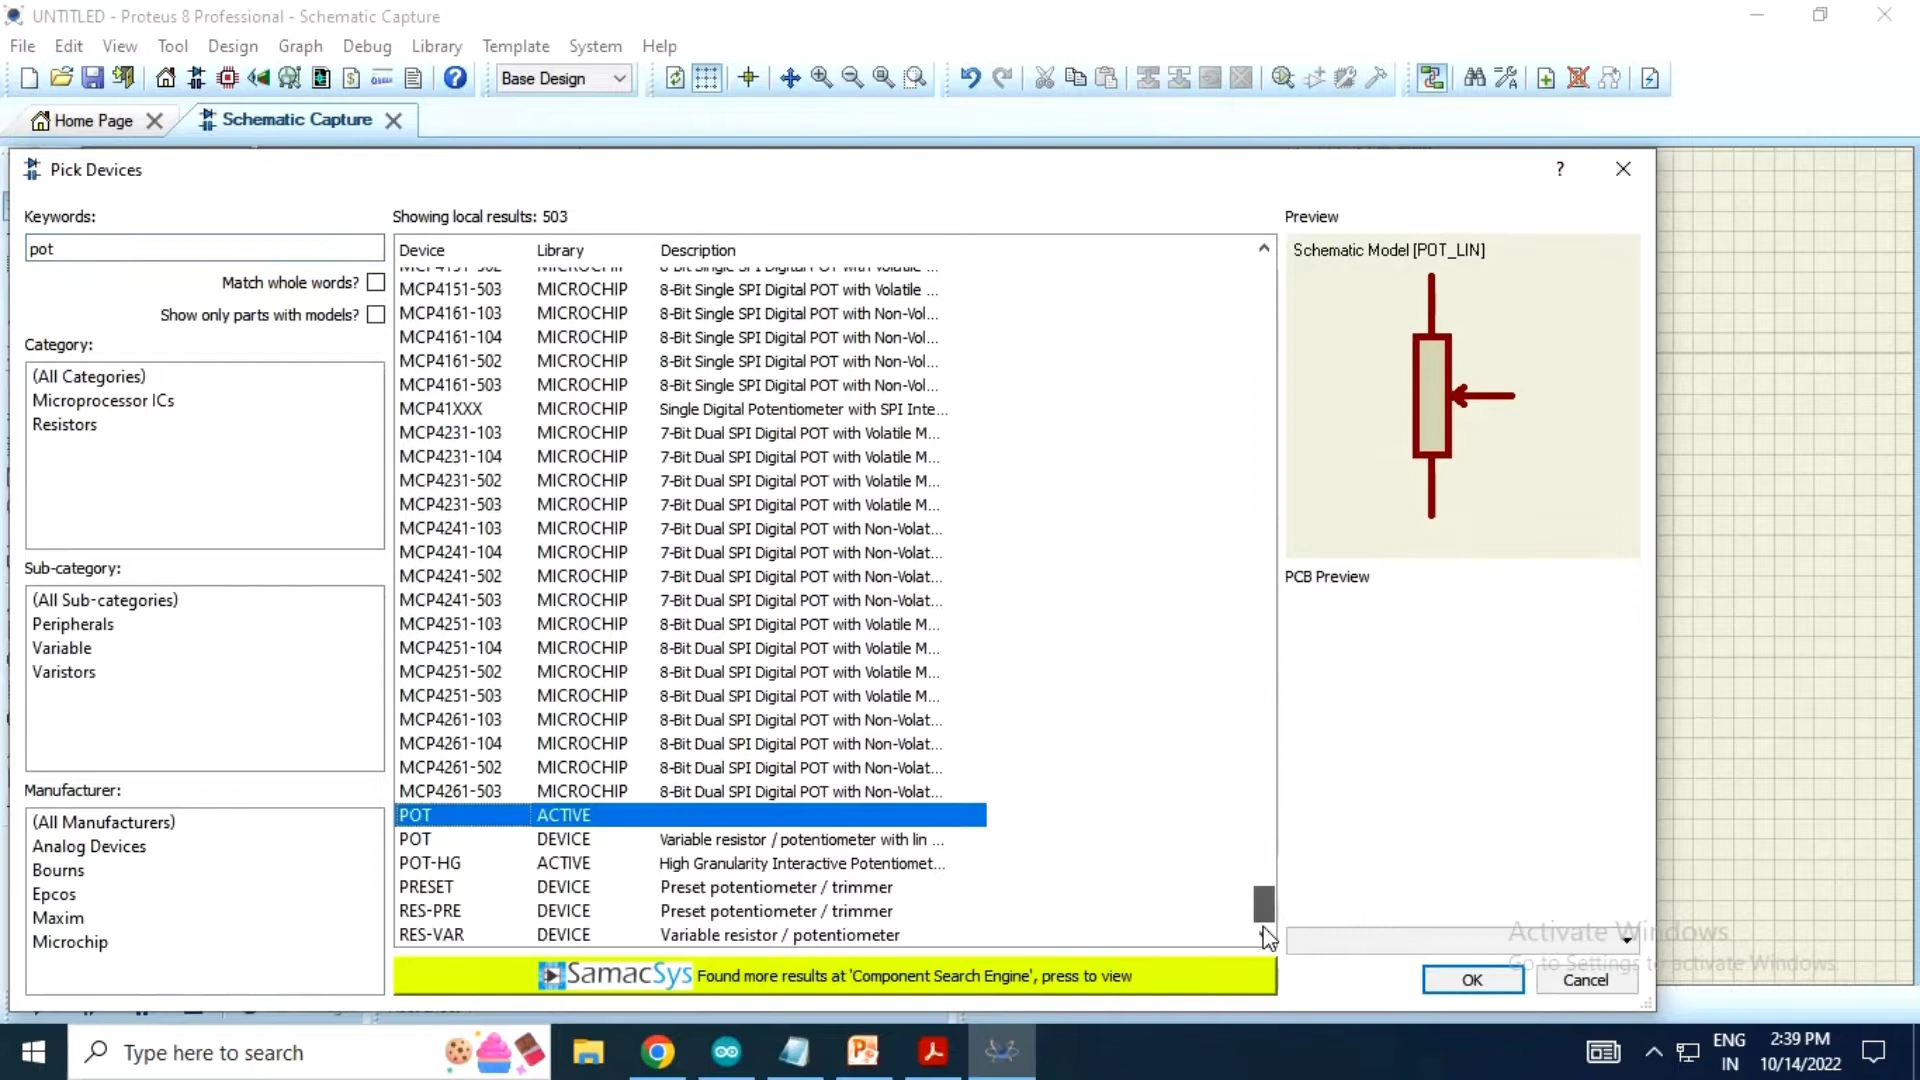 UNTITLED - Proteus 8 Professional - Schematic Capture
File Edit View Tool Design Graph Debug Library Template System Help
Base Design
Home Page Schematic Capture
Pick Devices
Keywords:
pot
Match whole words?
Show only parts with models?
Category:
(All Categories)
Microprocessor ICs
Resistors
Sub-category:
(All Sub-categories)
Peripherals
Variable
Varistors
Manufacturer:
(All Manufacturers)
Analog Devices
Bourns
Epcos
Maxim
Microchip
Showing local results: 503
Device Library Description
MCP4151-503 MICROCHIP 8-Bit Single SPI Digital POT with Volatile ...
MCP4161-103 MICROCHIP 8-Bit Single SPI Digital POT with Non-Vol...
MCP4161-104 MICROCHIP 8-Bit Single SPI Digital POT with Non-Vol...
MCP4161-502 MICROCHIP 8-Bit Single SPI Digital POT with Non-Vol...
MCP4161-503 MICROCHIP 8-Bit Single SPI Digital POT with Non-Vol...
MCP41XXX MICROCHIP Single Digital Potentiometer with SPI Inte...
MCP4231-103 MICROCHIP 7-Bit Dual SPI Digital POT with Volatile M...
MCP4231-104 MICROCHIP 7-Bit Dual SPI Digital POT with Volatile M...
MCP4231-502 MICROCHIP 7-Bit Dual SPI Digital POT with Volatile M...
MCP4231-503 MICROCHIP 7-Bit Dual SPI Digital POT with Volatile M...
MCP4241-103 MICROCHIP 7-Bit Dual SPI Digital POT with Non-Volat...
MCP4241-104 MICROCHIP 7-Bit Dual SPI Digital POT with Non-Volat...
MCP4241-502 MICROCHIP 7-Bit Dual SPI Digital POT with Non-Volat...
MCP4241-503 MICROCHIP 7-Bit Dual SPI Digital POT with Non-Volat...
MCP4251-103 MICROCHIP 8-Bit Dual SPI Digital POT with Volatile M...
MCP4251-104 MICROCHIP 8-Bit Dual SPI Digital POT with Volatile M...
MCP4251-502 MICROCHIP 8-Bit Dual SPI Digital POT with Volatile M...
MCP4251-503 MICROCHIP 8-Bit Dual SPI Digital POT with Volatile M...
MCP4261-103 MICROCHIP 8-Bit Dual SPI Digital POT with Non-Volat...
MCP4261-104 MICROCHIP 8-Bit Dual SPI Digital POT with Non-Volat...
MCP4261-502 MICROCHIP 8-Bit Dual SPI Digital POT with Non-Volat...
MCP4261-503 MICROCHIP 8-Bit Dual SPI Digital POT with Non-Volat...
POT ACTIVE
POT DEVICE Variable resistor / potentiometer with lin ...
POT-HG ACTIVE High Granularity Interactive Potentiomet...
PRESET DEVICE Preset potentiometer / trimmer
RES-PRE DEVICE Preset potentiometer / trimmer
RES-VAR DEVICE Variable resistor / potentiometer
SamacSys Found more results at 'Component Search Engine', press to view
Preview
Schematic Model [POT_LIN]
PCB Preview
Activate Windows
Go to Settings to activate Windows.
OK Cancel
Type here to search
ENG
IN
2:39 PM
10/14/2022